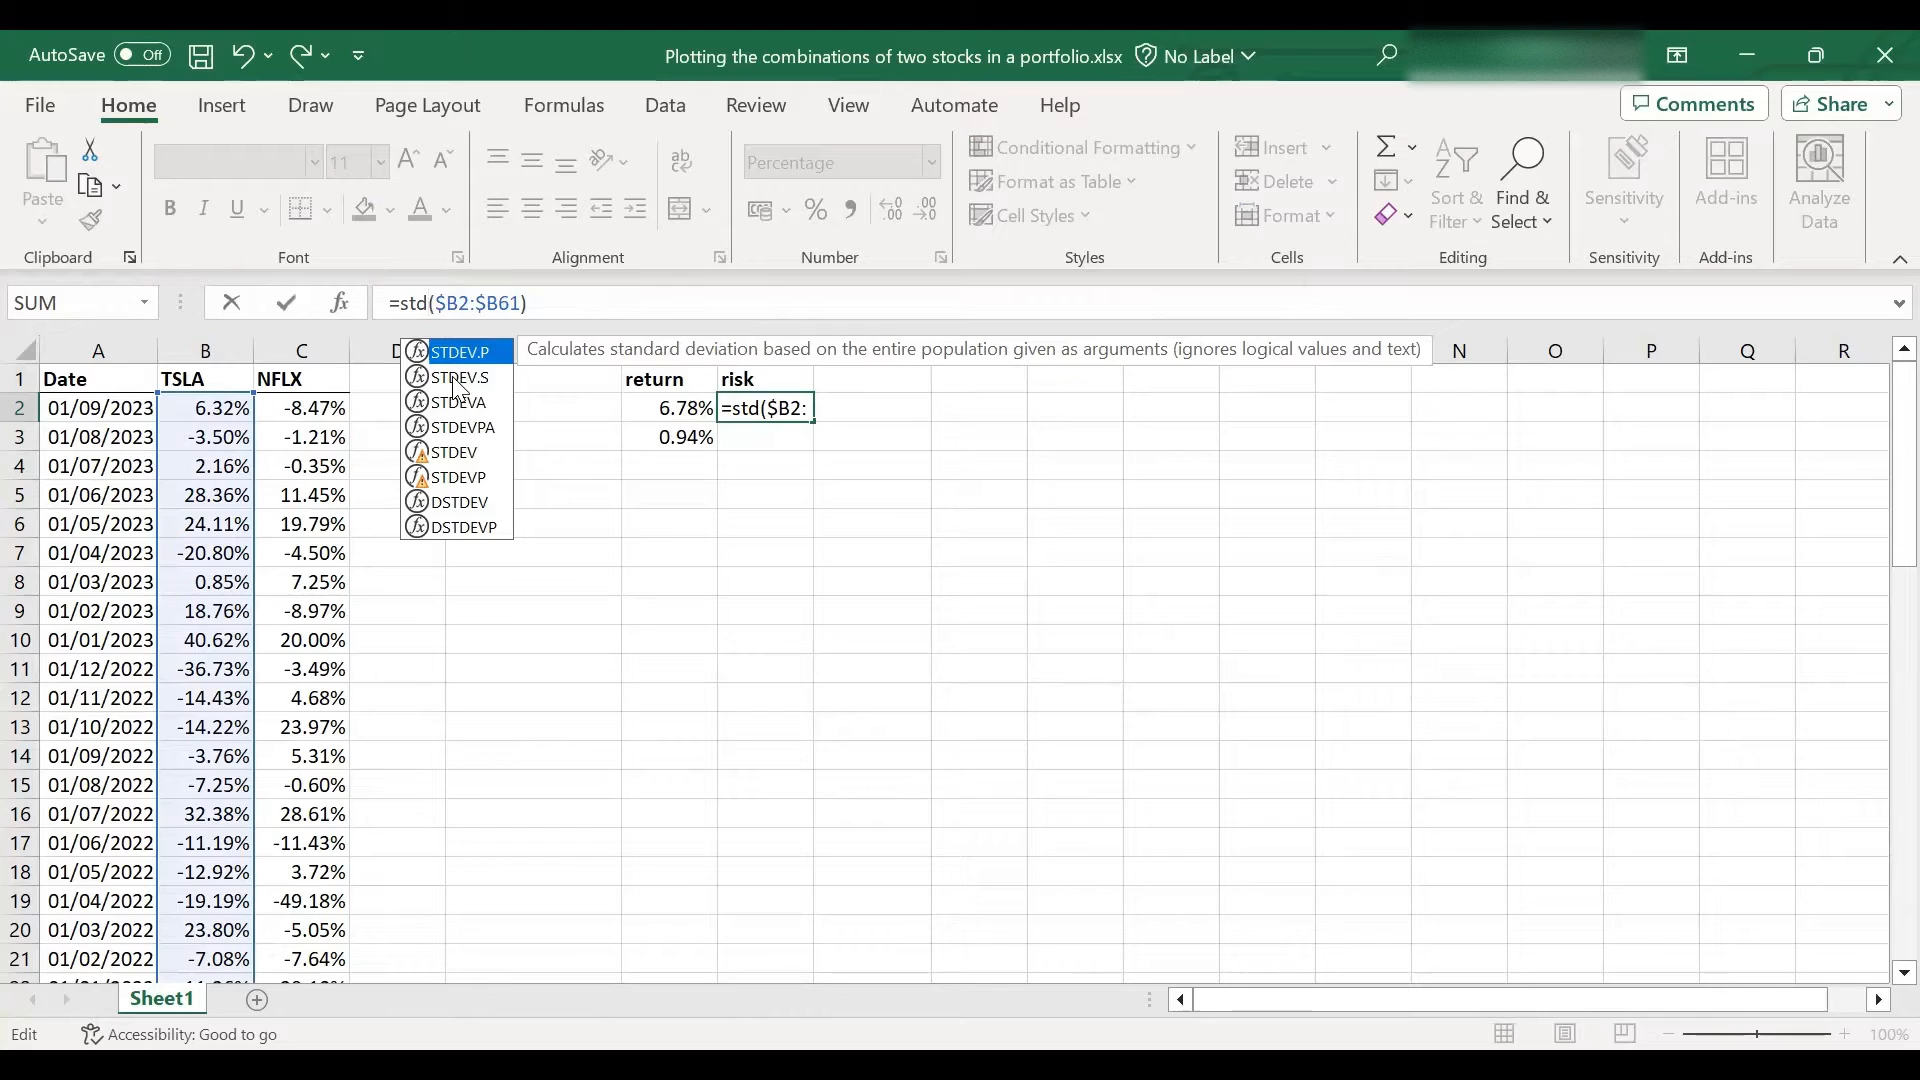 AutoSave Off Plotting the combinations of two stocks in a portfolio.xlsx No Label
File Home Insert Draw Page Layout Formulas Data Review View Automate Help Comments Share
Paste 11 B I U ab Percentage % Conditional Formatting Format as Table Cell Styles Insert Delete Format Sort & Filter Find & Select Sensitivity Add-ins Analyze Data
Clipboard Font Alignment Number Styles Cells Editing Sensitivity Add-ins
SUM fx =std($B2:$B61)
A B C N O P Q R
STDEV.P Calculates standard deviation based on the entire population given as arguments (ignores logical values and text)
STDEV.S
STDEVA
STDEVPA
STDEV
STDEVP
DSTDEV
DSTDEVP
1 Date TSLA NFLX return risk
2 01/09/2023 6.32% -8.47% 6.78% =std($B2:
3 01/08/2023 -3.50% -1.21% 0.94%
4 01/07/2023 2.16% -0.35%
5 01/06/2023 28.36% 11.45%
6 01/05/2023 24.11% 19.79%
7 01/04/2023 -20.80% -4.50%
8 01/03/2023 0.85% 7.25%
9 01/02/2023 18.76% -8.97%
10 01/01/2023 40.62% 20.00%
11 01/12/2022 -36.73% -3.49%
12 01/11/2022 -14.43% 4.68%
13 01/10/2022 -14.22% 23.97%
14 01/09/2022 -3.76% 5.31%
15 01/08/2022 -7.25% -0.60%
16 01/07/2022 32.38% 28.61%
17 01/06/2022 -11.19% -11.43%
18 01/05/2022 -12.92% 3.72%
19 01/04/2022 -19.19% -49.18%
20 01/03/2022 23.80% -5.05%
21 01/02/2022 -7.08% -7.64%
Sheet1
Edit Accessibility: Good to go 100%